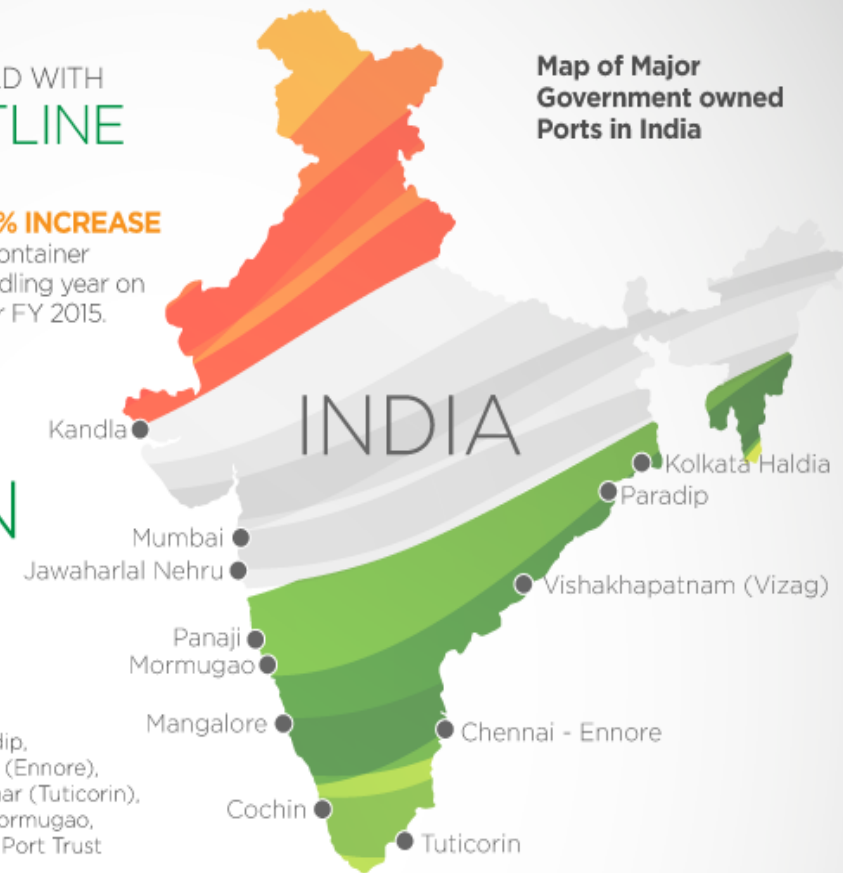 D WITH
TLINE
Map of Major
Government owned
Ports in India
% INCREASE
ontainer
dling year on
r FY 2015.
INDIA
Kandla
Kolkata Haldia
Paradip
N
Mumbai
Jawaharlal Nehru
Vishakhapatnam (Vizag)
Panaji
Mormugao
Mangalore
Chennai - Ennore
dip,
(Ennore),
ar (Tuticorin),
ormugao,
Port Trust
Cochin
Tuticorin